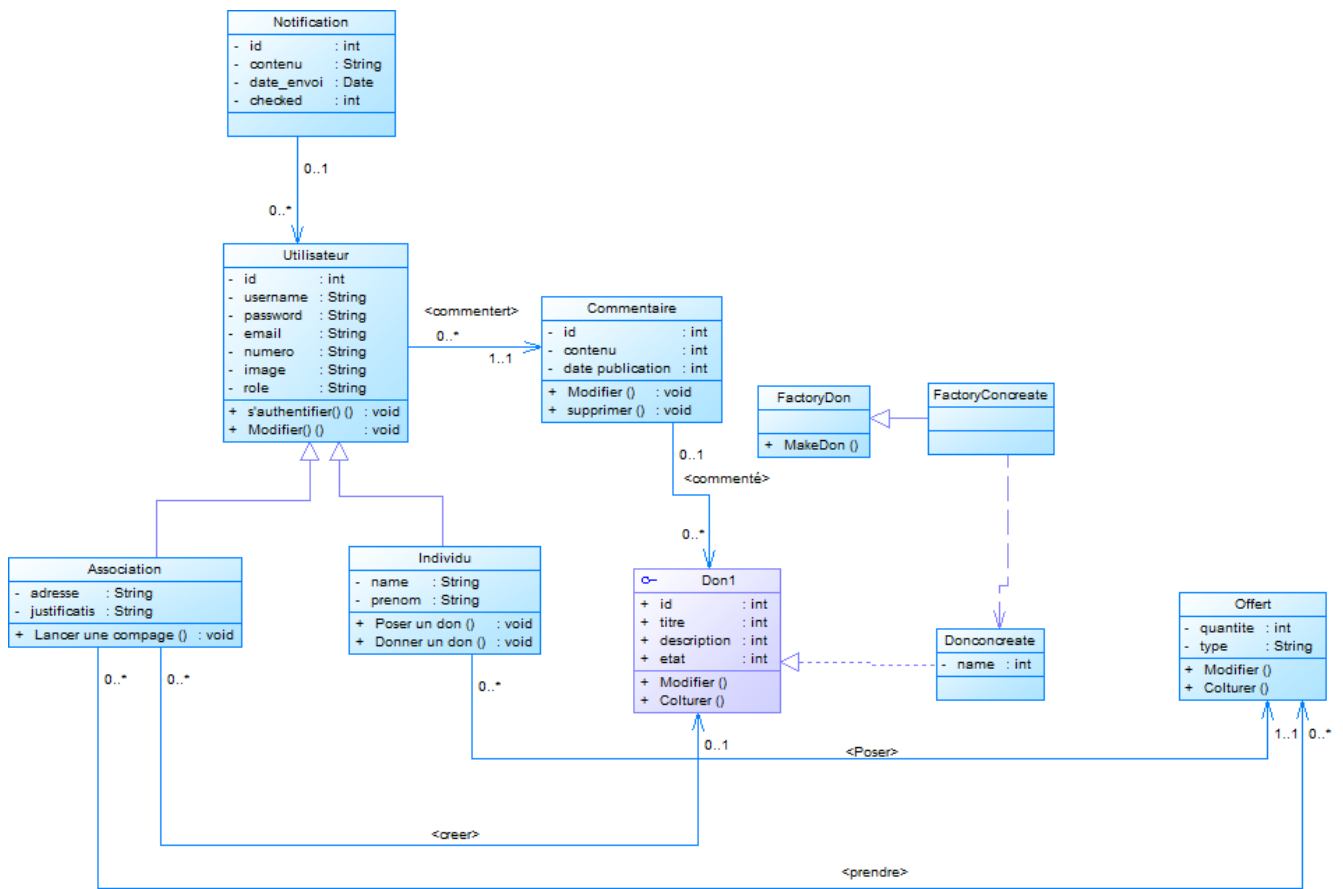 Notification
- id : int
- contenu : String
- date_envoi : Date
- checked : int
0..1
0..*
Utilisateur
- id : int
- username : String
- password : String
- email : String
- numero : String
- image : String
- role : String
+ s'authentifier() () : void
+ Modifier() () : void
<commentert>
0..*
1..1
Commentaire
- id : int
- contenu : int
- date publication : int
+ Modifier () : void
+ supprimer () : void
FactoryDon
+ MakeDon ()
FactoryConcreate
0..1
<commenté>
0..*
Association
- adresse : String
- justificatis : String
+ Lancer une compage () : void
Individu
- name : String
- prenom : String
+ Poser un don () : void
+ Donner un don () : void
Don1
+ id : int
+ titre : int
+ description : int
+ etat : int
+ Modifier ()
+ Colturer ()
Donconcreate
- name : int
Offert
- quantite : int
- type : String
+ Modifier ()
+ Colturer ()
0..*
0..*
0..*
0..1
<Poser>
1..1
0..*
<creer>
<prendre>